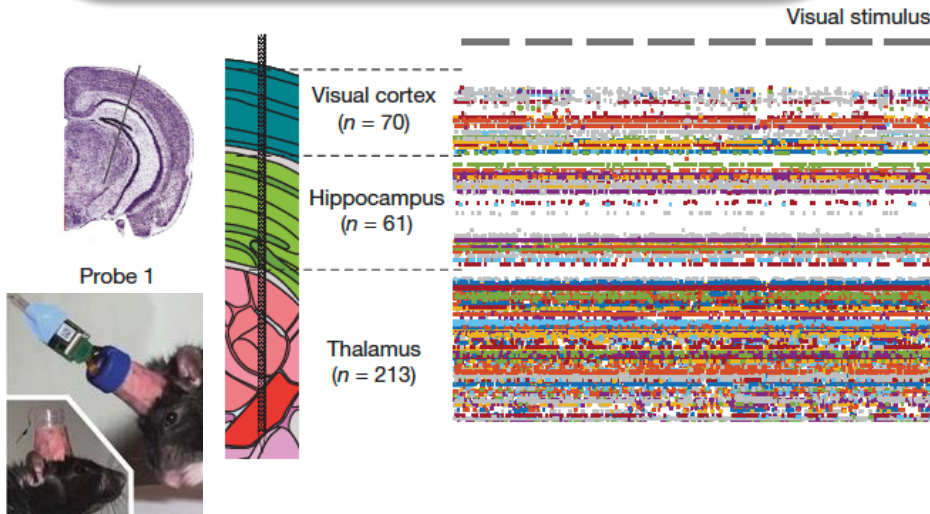 Visual stimulus
Visual cortex
(n = 70)
Hippocampus
(n = 61)
Probe 1
Thalamus
(n = 213)